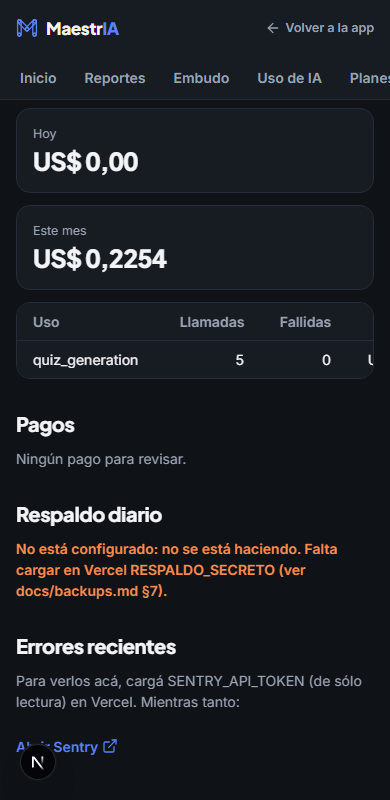 MaestrIA
← Volver a la app
Inicio Reportes Embudo Uso de IA Planes
Hoy
US$ 0,00
Este mes
US$ 0,2254
Uso Llamadas Fallidas
quiz_generation 5 0
Pagos
Ningún pago para revisar.
Respaldo diario
No está configurado: no se está haciendo. Falta
cargar en Vercel RESPALDO_SECRETO (ver
docs/backups.md §7).
Errores recientes
Para verlos acá, cargá SENTRY_API_TOKEN (de sólo
lectura) en Vercel. Mientras tanto:
Abrir Sentry
N